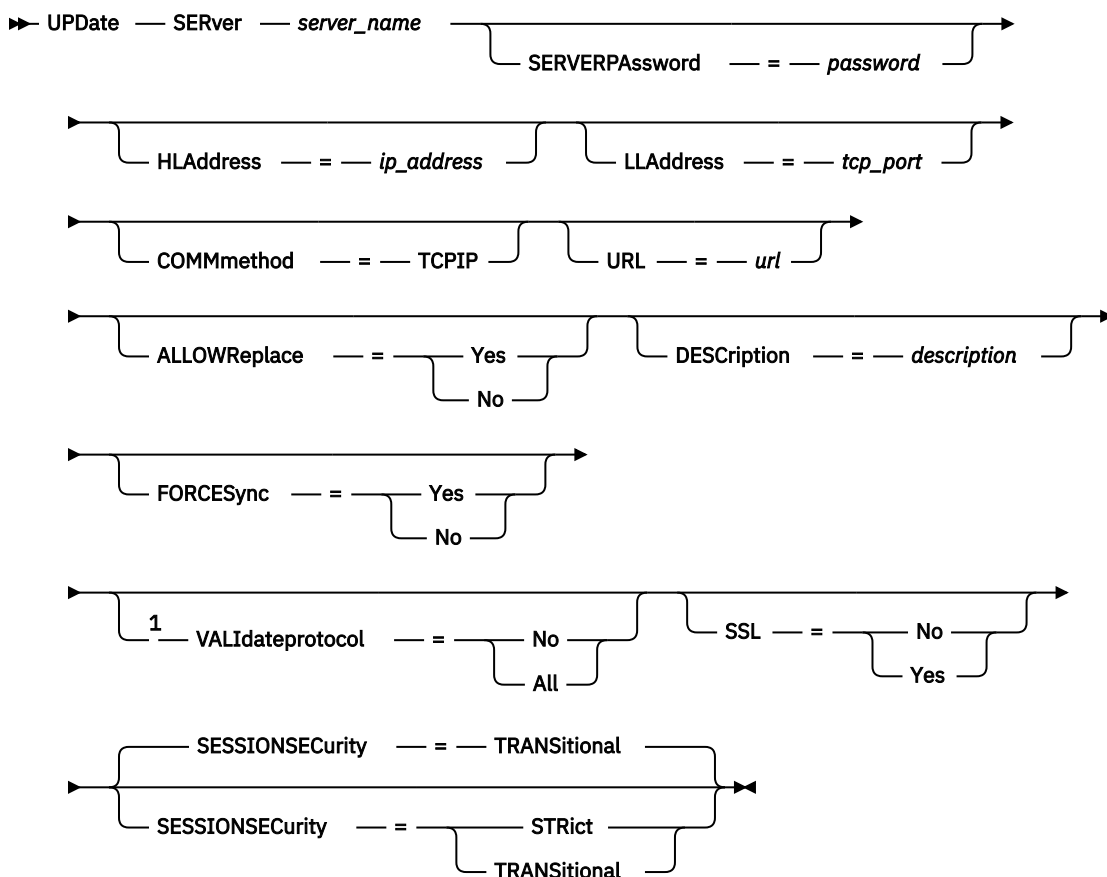 UPDate SERver server_name
SERVERPAssword = password
HLAddress = ip_address LLAddress = tcp_port
COMMmethod = TCPIP URL = url
ALLOWReplace = Yes DESCription = description
No
FORCESync = Yes
No
1 VALIdateprotocol = No SSL = No
All Yes
SESSIONSECurity = TRANSitional
SESSIONSECurity = STRict
TRANSitional